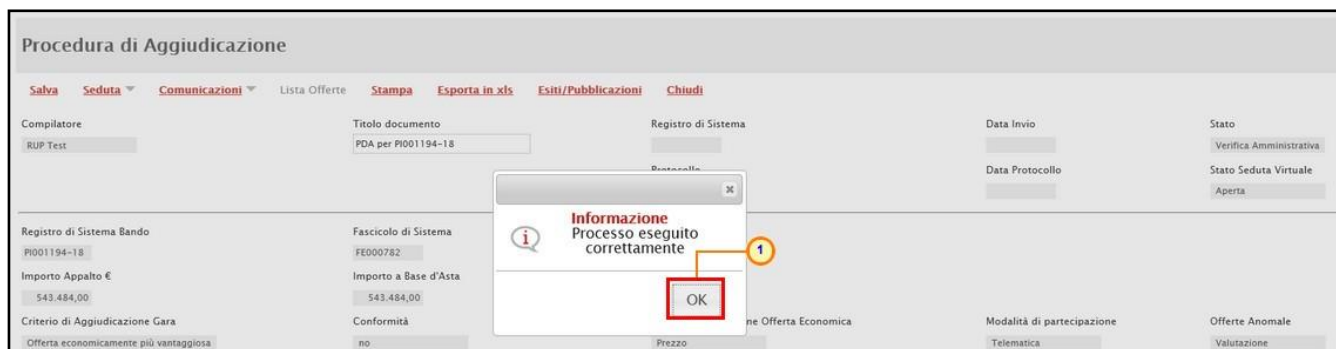 Procedura di Aggiudicazione
Salva Seduta Comunicazioni Lista Offerte Stampa Esporta in xls Esiti/Pubblicazioni Chiudi
Compilatore Titolo documento Registro di Sistema Data Invio Stato
RUP Test PDA per PI001194-18 Verifica Amministrativa
Protocollo Data Protocollo Stato Seduta Virtuale
Aperta
Informazione
Processo eseguito
correttamente
1
OK
Registro di Sistema Bando Fascicolo di Sistema
PI001194-18 FE000782
Importo Appalto € Importo a Base d'Asta
543.484,00 543.484,00
Criterio di Aggiudicazione Gara Conformità ne Offerta Economica Modalità di partecipazione Offerte Anomale
Offerta economicamente più vantaggiosa no Prezzo Telematica Valutazione